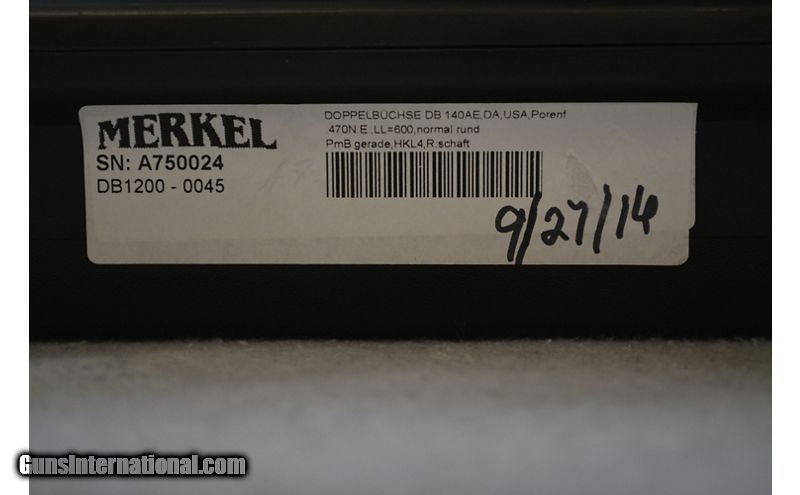 MERKEL
SN: A750024
DB1200 - 0045
DOPPELBÜCHSE DB 140AE,DA,USA,Porenf
470N.E .LL=600,normal rund
PmB gerade,HKL4,R.schaft
9/27/16
GunsInternational.com